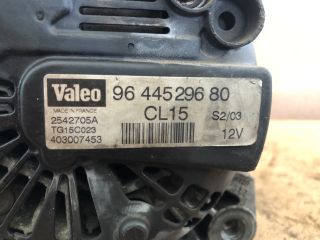 Valeo
MADE IN FRANCE
2542705A
TG15C023
403007453
96 445296 80
CL15
S2/03
12V